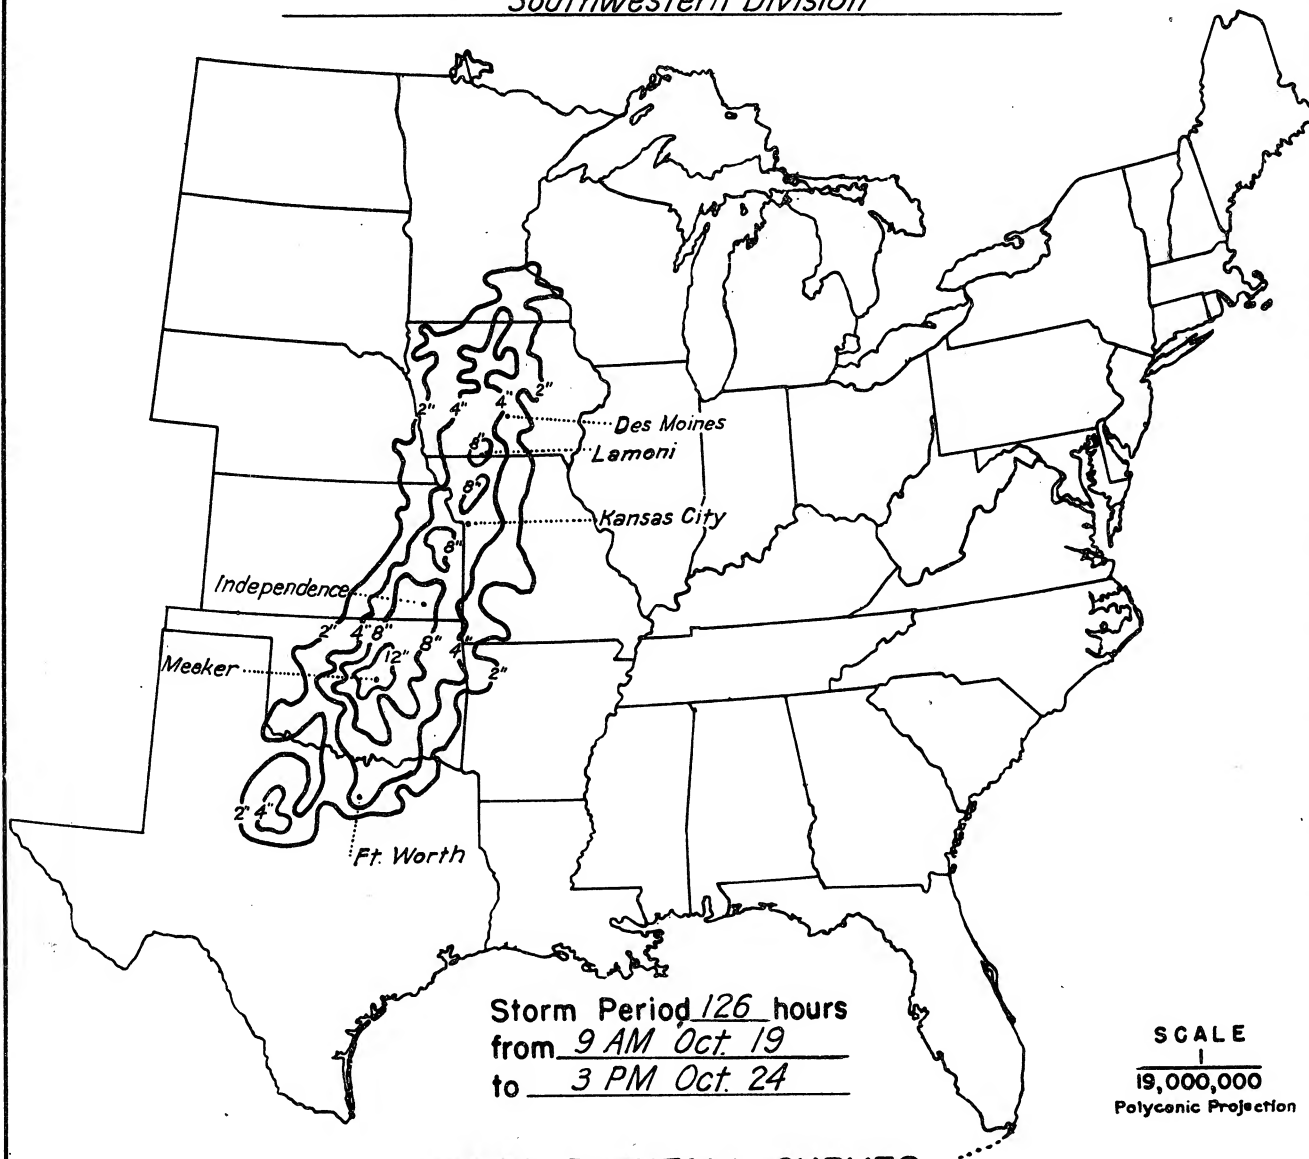 Southwestern Division
2"
4"
4"
2"
Des Moines
8"
Lamoni
8"
Kansas City
8"
Independence
2"
4"
8"
8"
4"
12"
Meeker
2"
2"
4"
Ft. Worth
Storm Period 126 hours
from 9 AM Oct. 19
to 3 PM Oct. 24
SCALE
1
19,000,000
Polyconic Projection